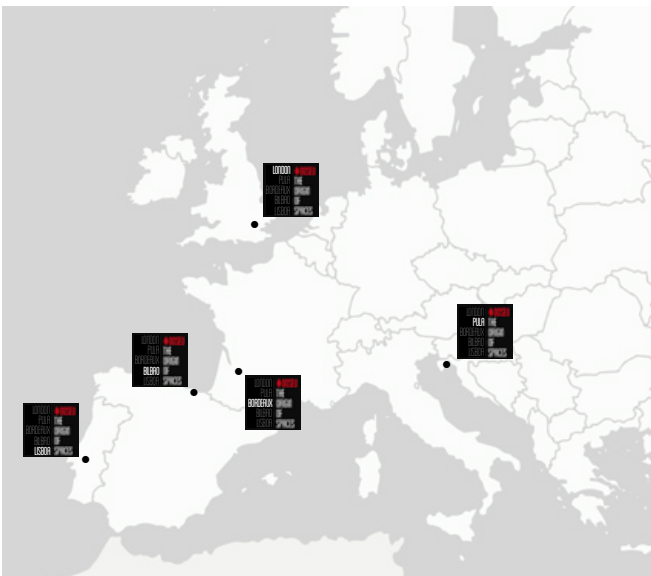 LONDON
PULA THE
BORDEAUX ORIGIN
BILBAO OF
LISBOA SPACES
LONDON
PULA THE
BORDEAUX ORIGIN
BILBAO OF
LISBOA SPACES
LONDON
PULA THE
BORDEAUX ORIGIN
BILBAO OF
LISBOA SPACES
LONDON
PULA THE
BORDEAUX ORIGIN
BILBAO OF
LISBOA SPACES
LONDON
PULA THE
BORDEAUX ORIGIN
BILBAO OF
LISBOA SPACES